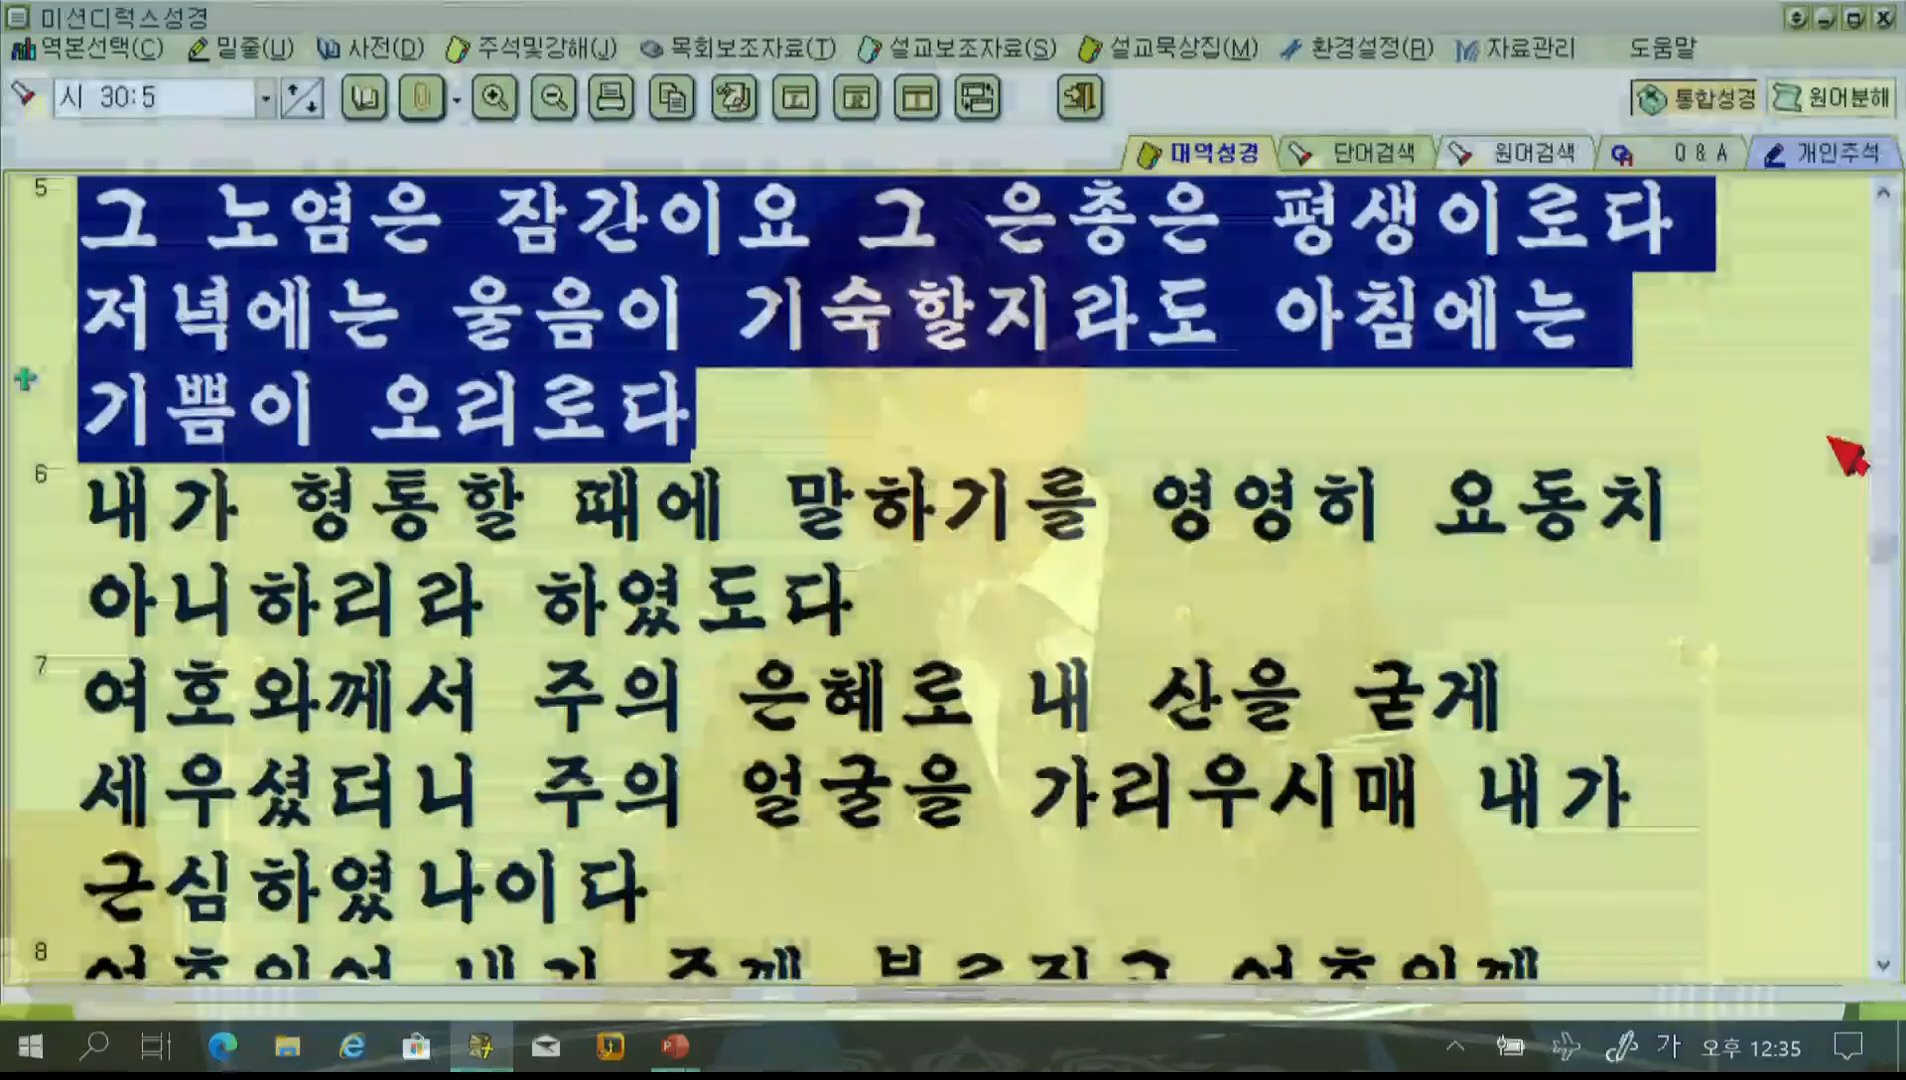 미션디럭스성경
역본선택(C) 밑줄(U) 사전(D) 주석및강해(J) 목회보조자료(T) 설교보조자료(S) 설교묵상집(M) 환경설정(R) 자료관리 도움말
시 30:5
통합성경 원어분해
대역성경 단어검색 원어검색 Q & A 개인주석
5 그 노염은 잠간이요 그 은총은 평생이로다
저녁에는 울음이 기숙할지라도 아침에는
기쁨이 오리로다
6 내가 형통할 때에 말하기를 영영히 요동치
아니하리라 하였도다
7 여호와께서 주의 은혜로 내 산을 굳게
세우셨더니 주의 얼굴을 가리우시매 내가
근심하였나이다
8
가 오후 12:35